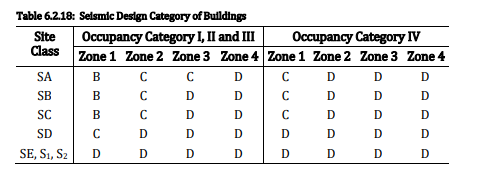 Table 6.2.18: Seismic Design Category of Buildings
Site Class Occupancy Category I, II and III Occupancy Category IV
Zone 1 Zone 2 Zone 3 Zone 4 Zone 1 Zone 2 Zone 3 Zone 4
SA B C C D C D D D
SB B C D D C D D D
SC B C D D C D D D
SD C D D D D D D D
SE, S1, S2 D D D D D D D D